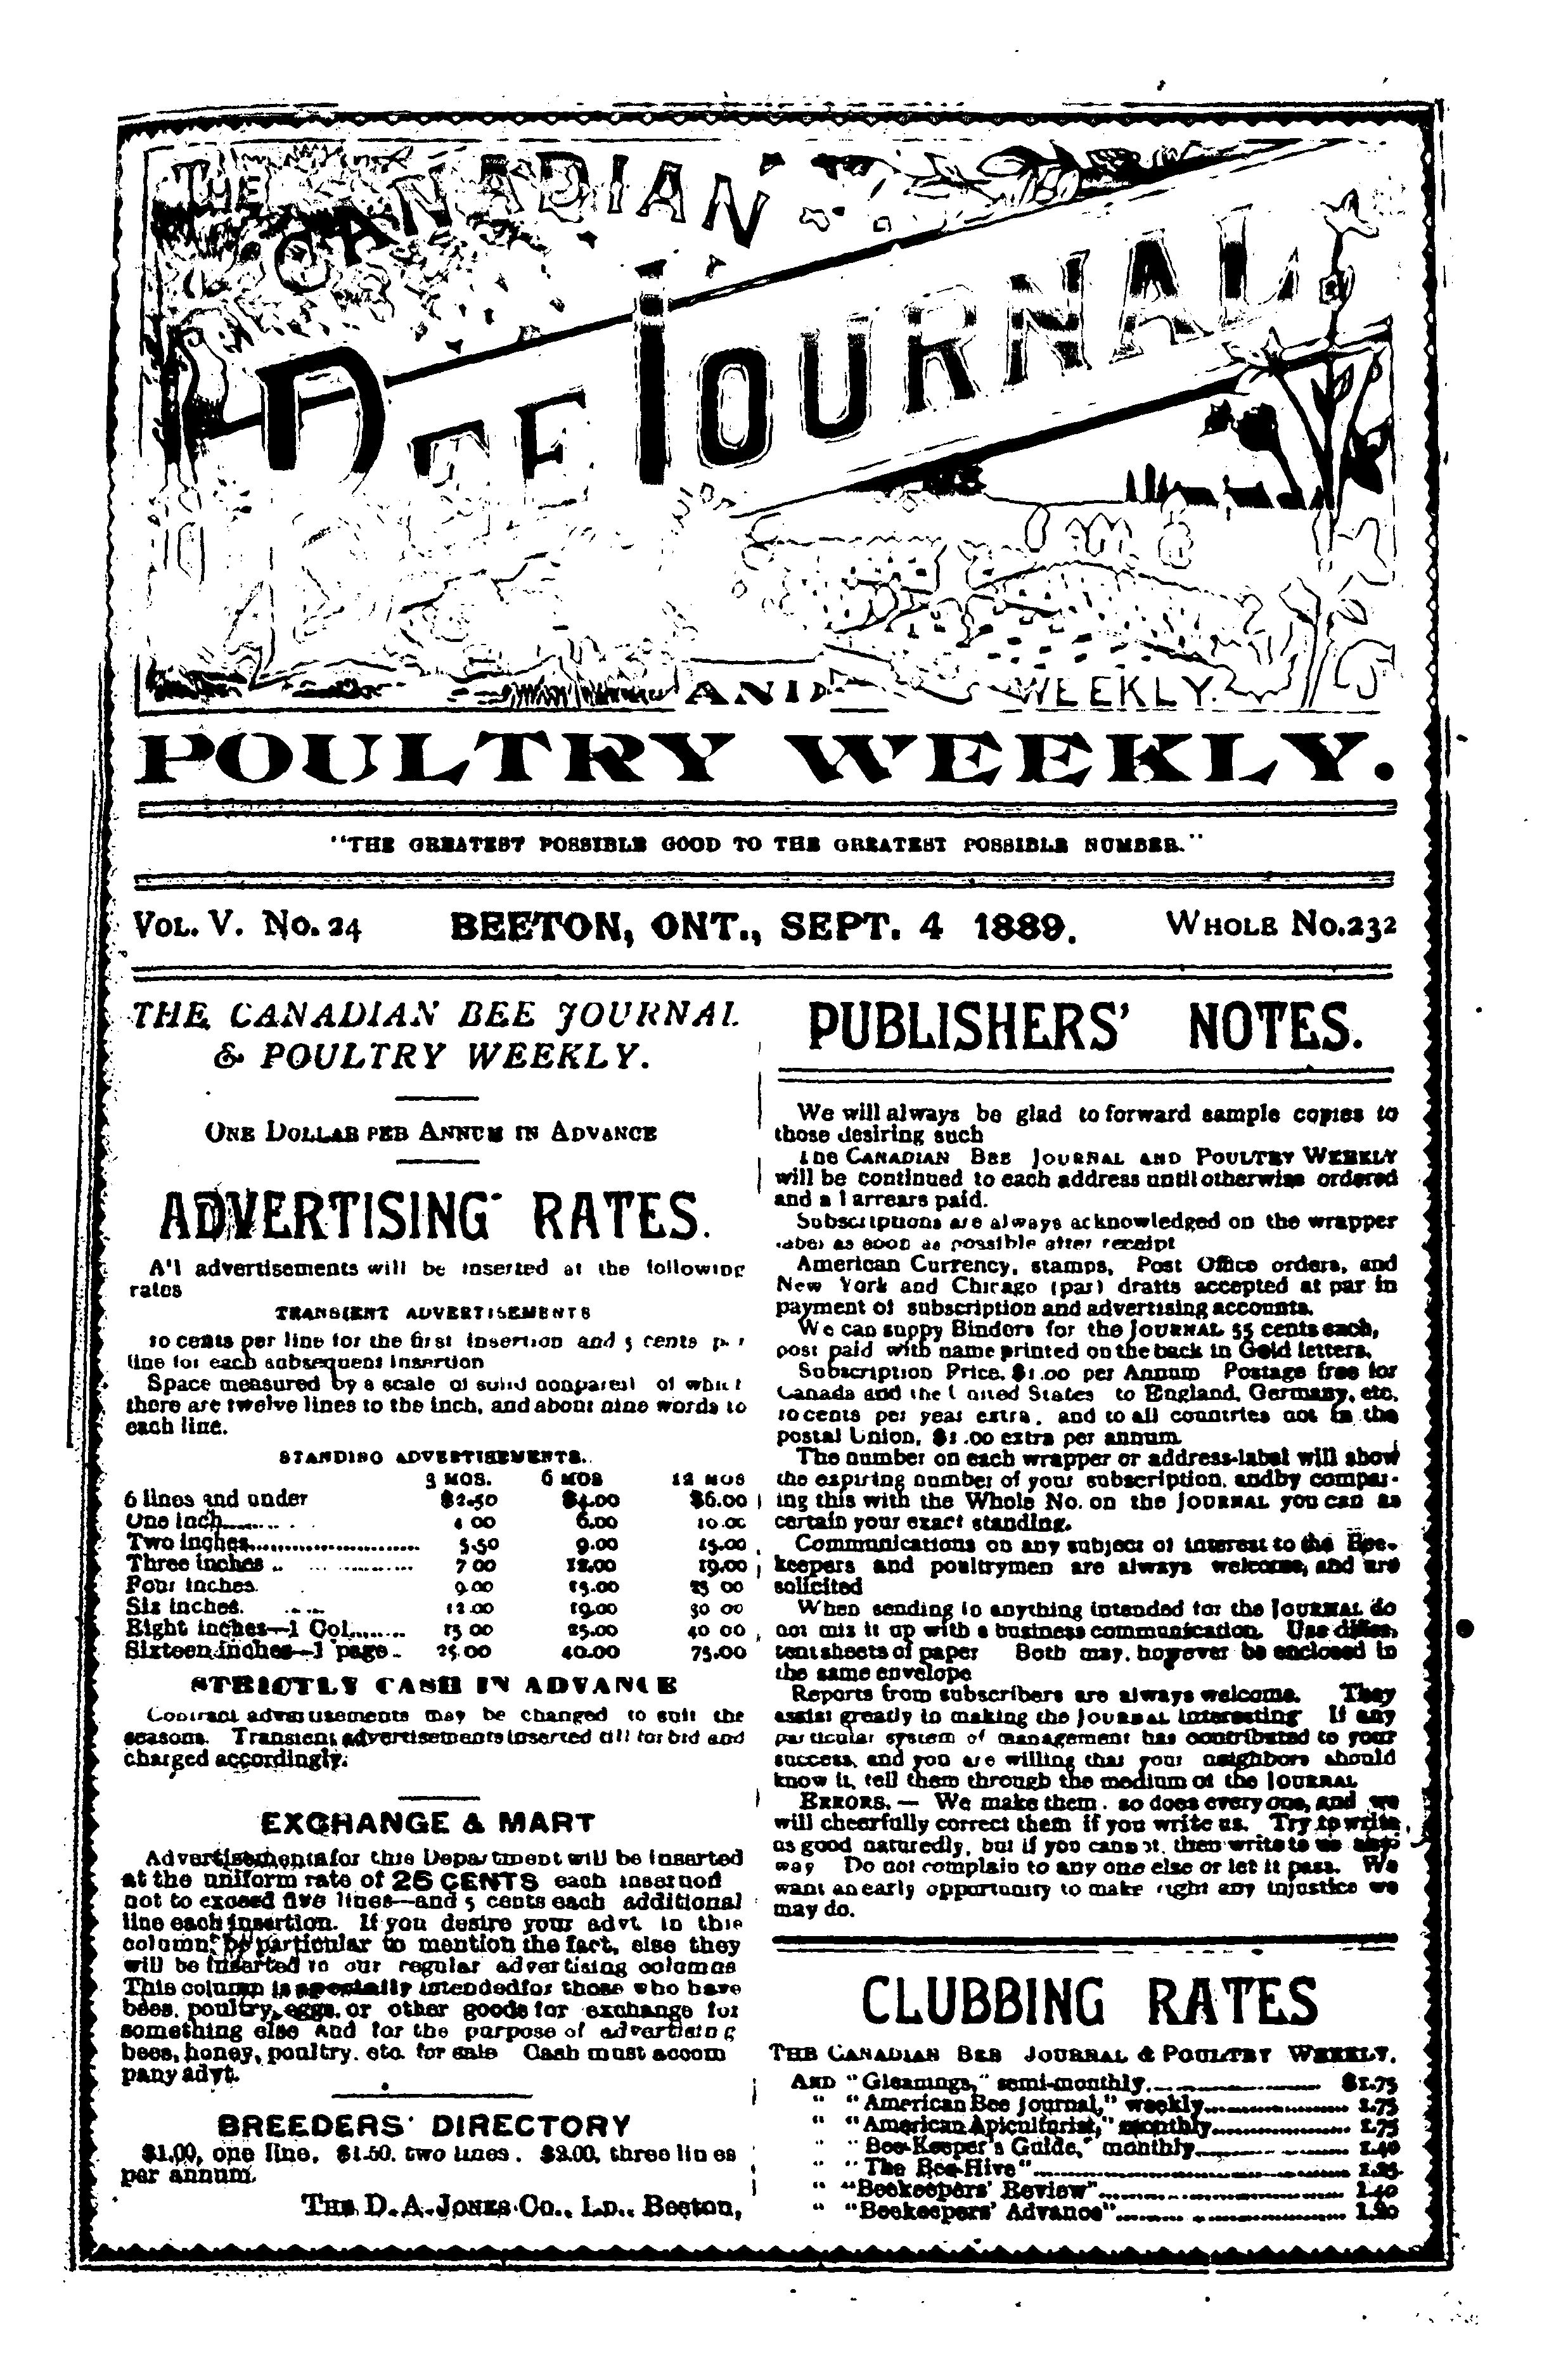 THE CANADIAN
BEE JOURNAL
AND WEEKLY.
POULTRY WEEKLY.
"THE GREATEST POSSIBLE GOOD TO THE GREATEST POSSIBLE NUMBER."
VOL. V. No. 24 BEETON, ONT., SEPT. 4 1889. WHOLE No. 232
THE CANADIAN BEE JOURNAL
& POULTRY WEEKLY.
ONE DOLLAR PER ANNUM IN ADVANCE
ADVERTISING RATES.
All advertisements will be inserted at the following
rates
TRANSIENT ADVERTISEMENTS
10 cents per line for the first insertion and 5 cents per
line for each subsequent insertion
Space measured by a scale of solid nonpareil of which
there are twelve lines to the inch, and about nine words to
each line.
STANDING ADVERTISEMENTS.
3 MOS. 6 MOS 12 MOS
6 lines and under $2.50 $4.00 $6.00
One inch........ 4 00 6.00 10.00
Two inches........................ 5.50 9.00 15.00
Three inches .. ............ 7 00 12.00 19.00
Four inches. 9.00 15.00 25 00
Six inches. .. .. 12.00 19.00 30 00
Eight inches—1 Col........ 15 00 25.00 40 00
Sixteen inches—1 page.. 25.00 40.00 75.00
STRICTLY CASH IN ADVANCE
Contract advertisements may be changed to suit the
seasons. Transient advertisements inserted till forbid and
charged accordingly.
EXCHANGE & MART
Advertisements for this Department will be inserted
at the uniform rate of 25 CENTS each insertion
not to exceed five lines—and 5 cents each additional
line each insertion. If you desire your advt. in this
column, be particular to mention the fact, else they
will be inserted in our regular advertising columns
This column is specially intended for those who have
bees, poultry, eggs, or other goods for exchange for
something else and for the purpose of advertising
bees, honey, poultry, etc. for sale Cash must accom
pany advt.
BREEDERS' DIRECTORY
$1.00, one line, $1.50. two lines. $2.00, three lines
per annum.
THE D. A. JONES CO., LD., Beeton,
PUBLISHERS' NOTES.
We will always be glad to forward sample copies to
those desiring such
The CANADIAN BEE JOURNAL AND POULTRY WEEKLY
will be continued to each address until otherwise ordered
and all arrears paid.
Subscriptions are always acknowledged on the wrapper
label as soon as possible after receipt
American Currency, stamps, Post Office orders, and
New York and Chicago (par) drafts accepted at par in
payment of subscription and advertising accounts.
We can suppy Binders for the JOURNAL 55 cents each,
post paid with name printed on the back in Gold letters.
Subscription Price, $1.00 per Annum Postage free for
Canada and the United States to England, Germany, etc,
10 cents per year extra, and to all countries not in the
postal Union, $1.00 extra per annum
The number on each wrapper or address-label will show
the expiring number of your subscription, and by compar-
ing this with the Whole No. on the JOURNAL you can as
certain your exact standing.
Communications on any subject of interest to the Bee-
keepers and poultrymen are always welcome, and are
solicited
When sending in anything intended for the JOURNAL do
not mix it up with a business communication. Use differ-
ent sheets of paper Both may, however be enclosed in
the same envelope
Reports from subscribers are always welcome. They
assist greatly in making the JOURNAL interesting If any
particular system of management has contributed to your
success, and you are willing that your neighbors should
know it, tell them through the medium of the JOURNAL
ERRORS. — We make them. so does every one, and we
will cheerfully correct them if you write us. Try to write
us good naturedly, but if you cannot, then write to us any-
way Do not complain to any one else or let it pass. We
want an early opportunity to make right any injustice we
may do.
CLUBBING RATES
THE CANADIAN BEE JOURNAL & POULTRY WEEKLY.
AND "Gleanings," semi-monthly........................ $1.75
" "American Bee Journal," weekly..................... 1.75
" "American Apiculturist," monthly................... 1.75
" "Bee-Keeper's Guide," monthly..................... 1.40
" "The Bee-Hive"..................................... 1.25
" "Beekeepers' Review"............................... 1.40
" "Beekeepers' Advance"............................. 1.20